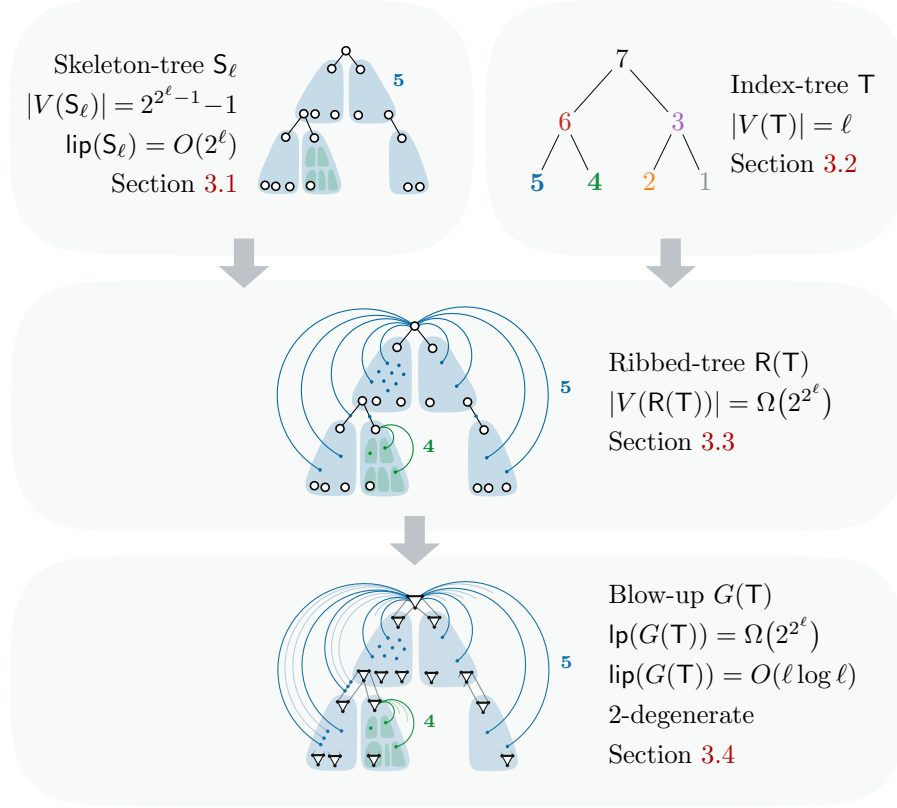 Skeleton-tree S_ℓ
|V(S_ℓ)| = 2^{2^ℓ−1}−1
lip(S_ℓ) = O(2^ℓ)
Section 3.1
5
7
6 3
5 4 2 1
Index-tree T
|V(T)| = ℓ
Section 3.2
5
4
Ribbed-tree R(T)
|V(R(T))| = Ω(2^{2^ℓ})
Section 3.3
5
4
Blow-up G(T)
lp(G(T)) = Ω(2^{2^ℓ})
lip(G(T)) = O(ℓ log ℓ)
2-degenerate
Section 3.4